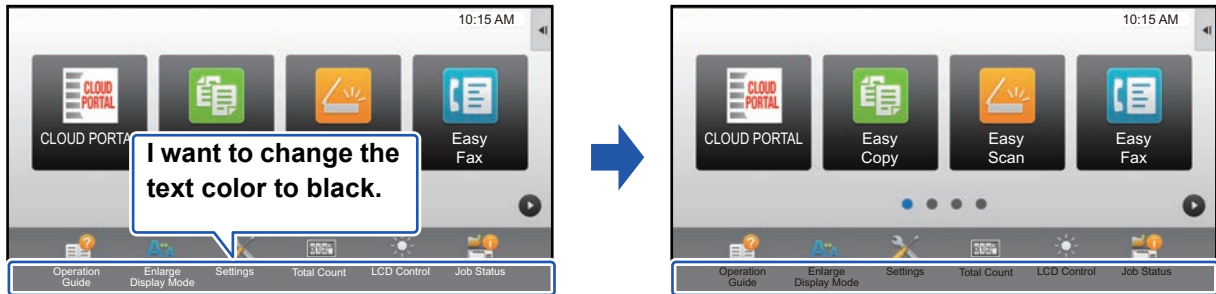 10:15 AM
CLOUD
PORTAL
CLOUD PORTA
Easy
Fax
I want to change the
text color to black.
Operation
Guide
Enlarge
Display Mode
Settings
Total Count
LCD Control
Job Status
10:15 AM
CLOUD
PORTAL
CLOUD PORTAL
Easy
Copy
Easy
Scan
Easy
Fax
Operation
Guide
Enlarge
Display Mode
Settings
Total Count
LCD Control
Job Status